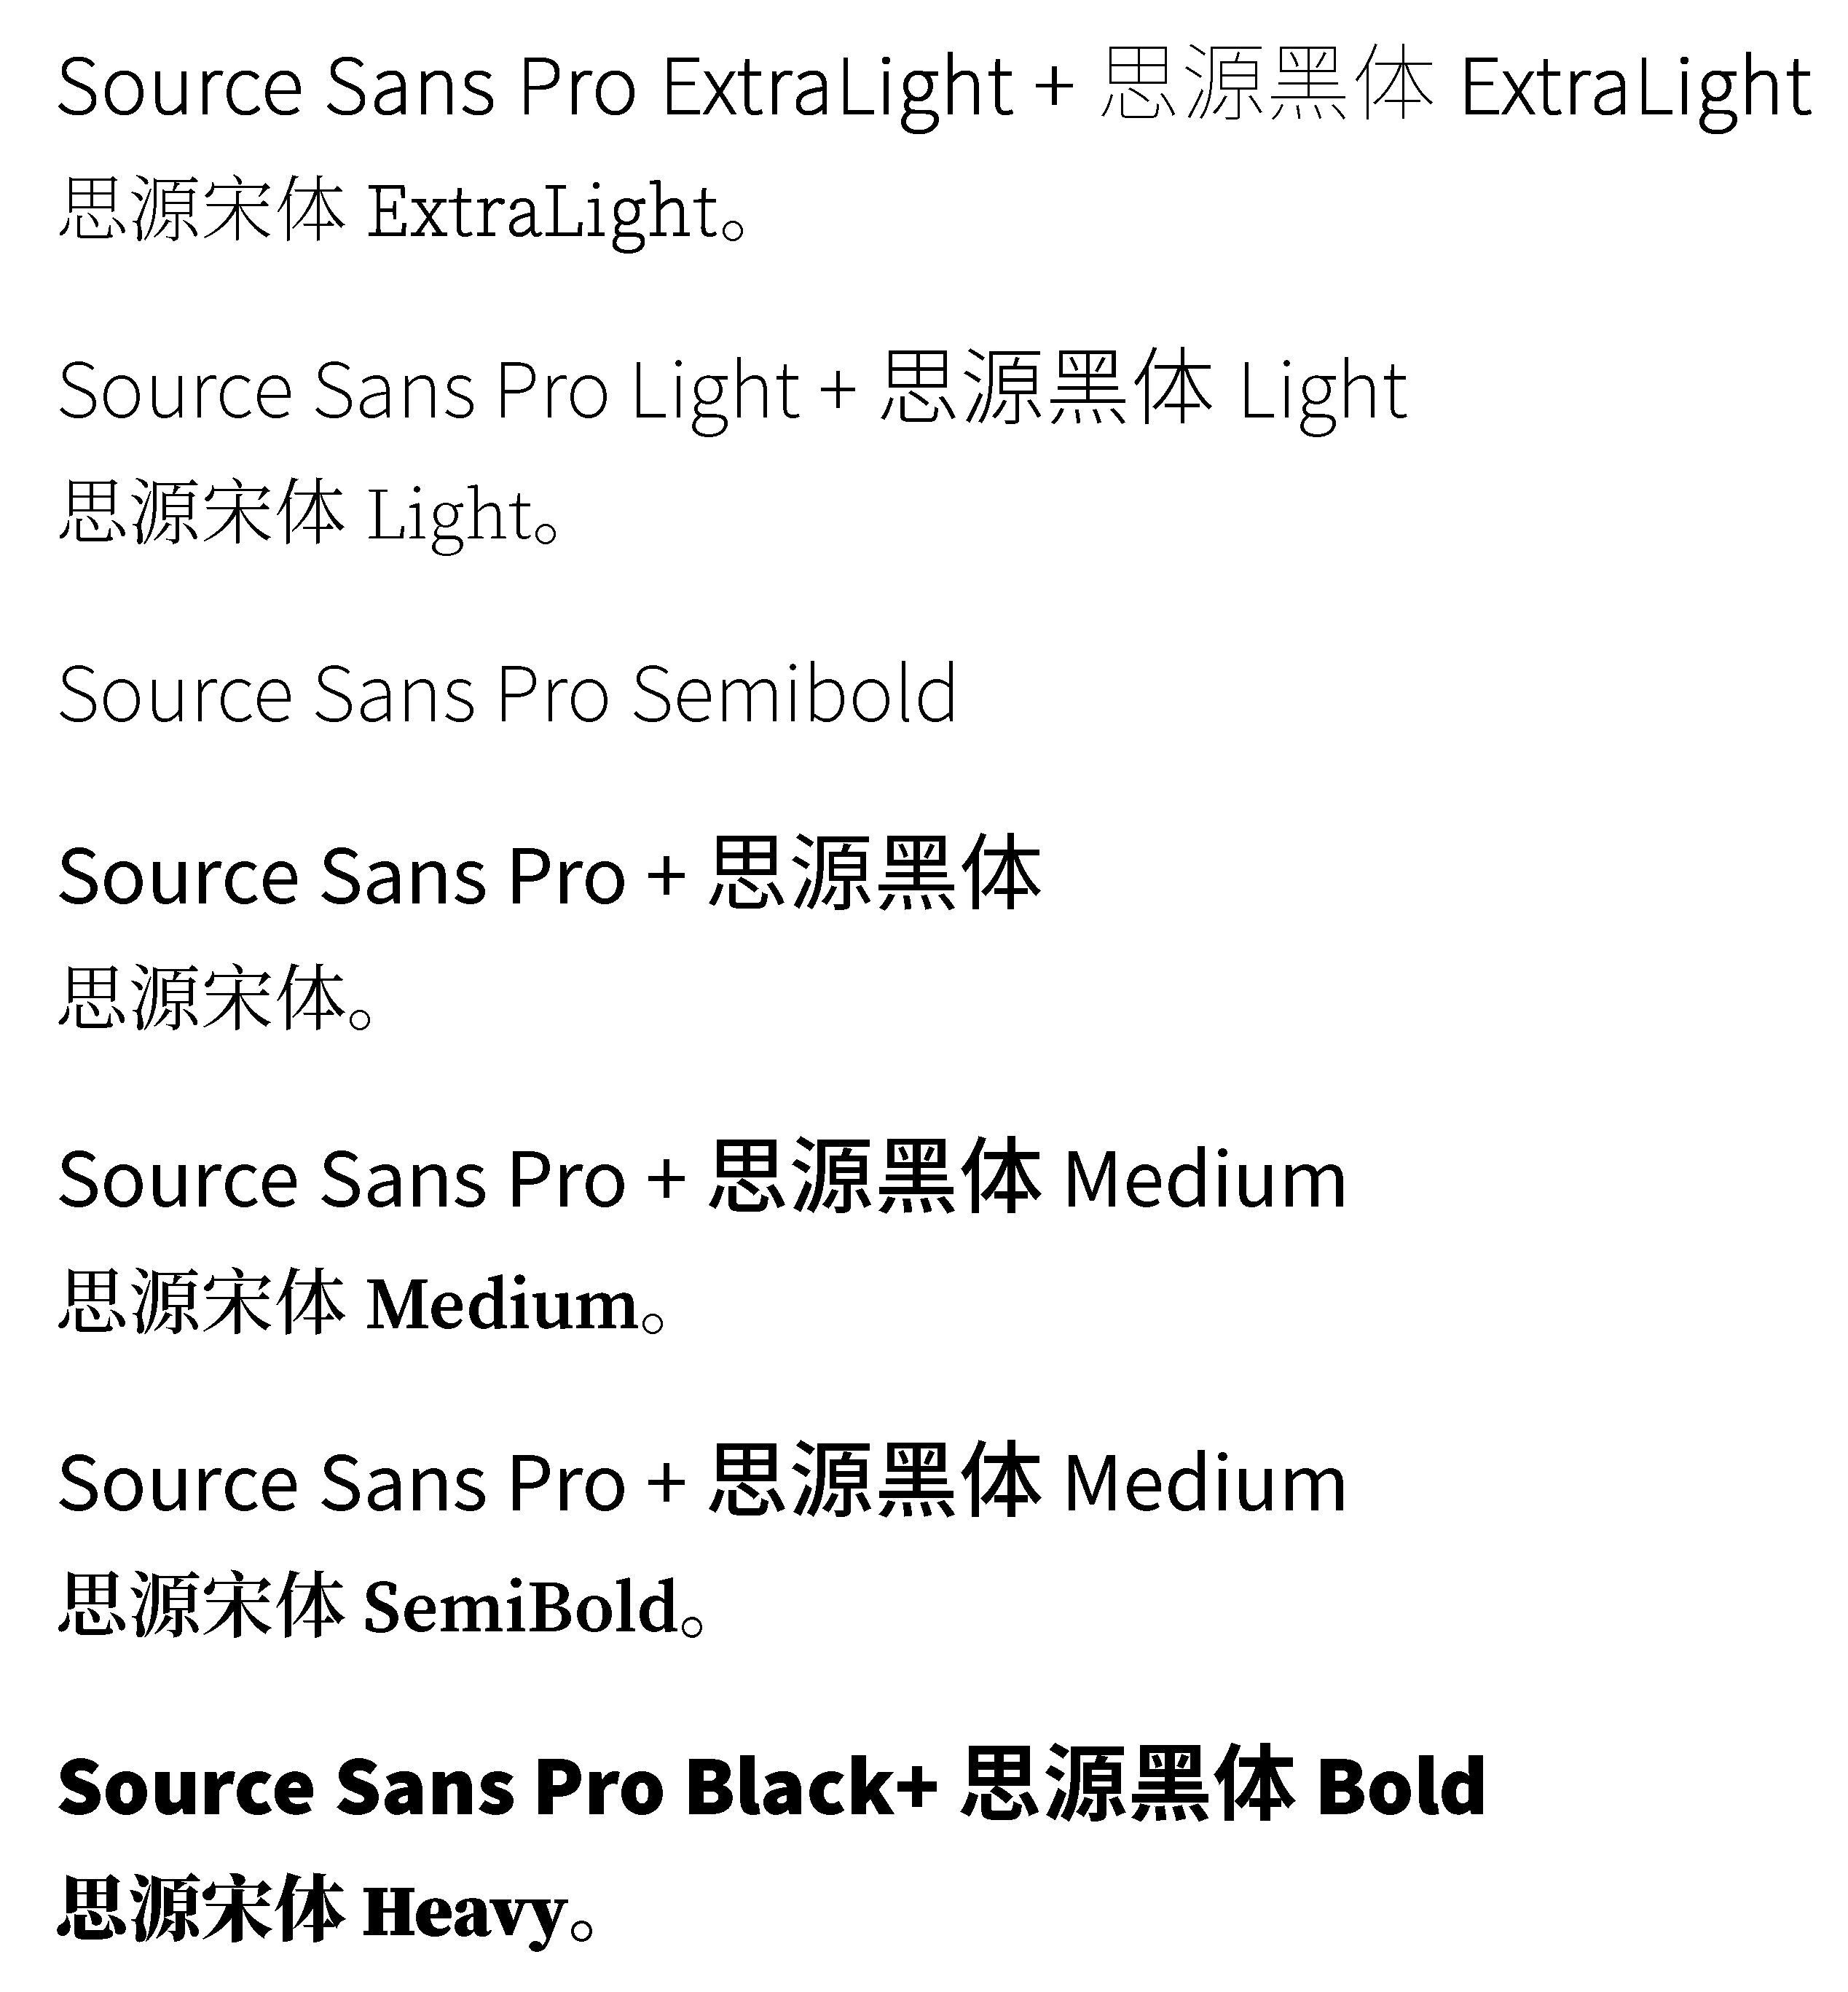 Source Sans Pro ExtraLight + 思源黑体 ExtraLight
思源宋体 ExtraLight。
Source Sans Pro Light + 思源黑体 Light
思源宋体 Light。
Source Sans Pro Semibold
Source Sans Pro + 思源黑体
思源宋体。
Source Sans Pro + 思源黑体 Medium
思源宋体 Medium。
Source Sans Pro + 思源黑体 Medium
思源宋体 SemiBold。
Source Sans Pro Black+ 思源黑体 Bold
思源宋体 Heavy。